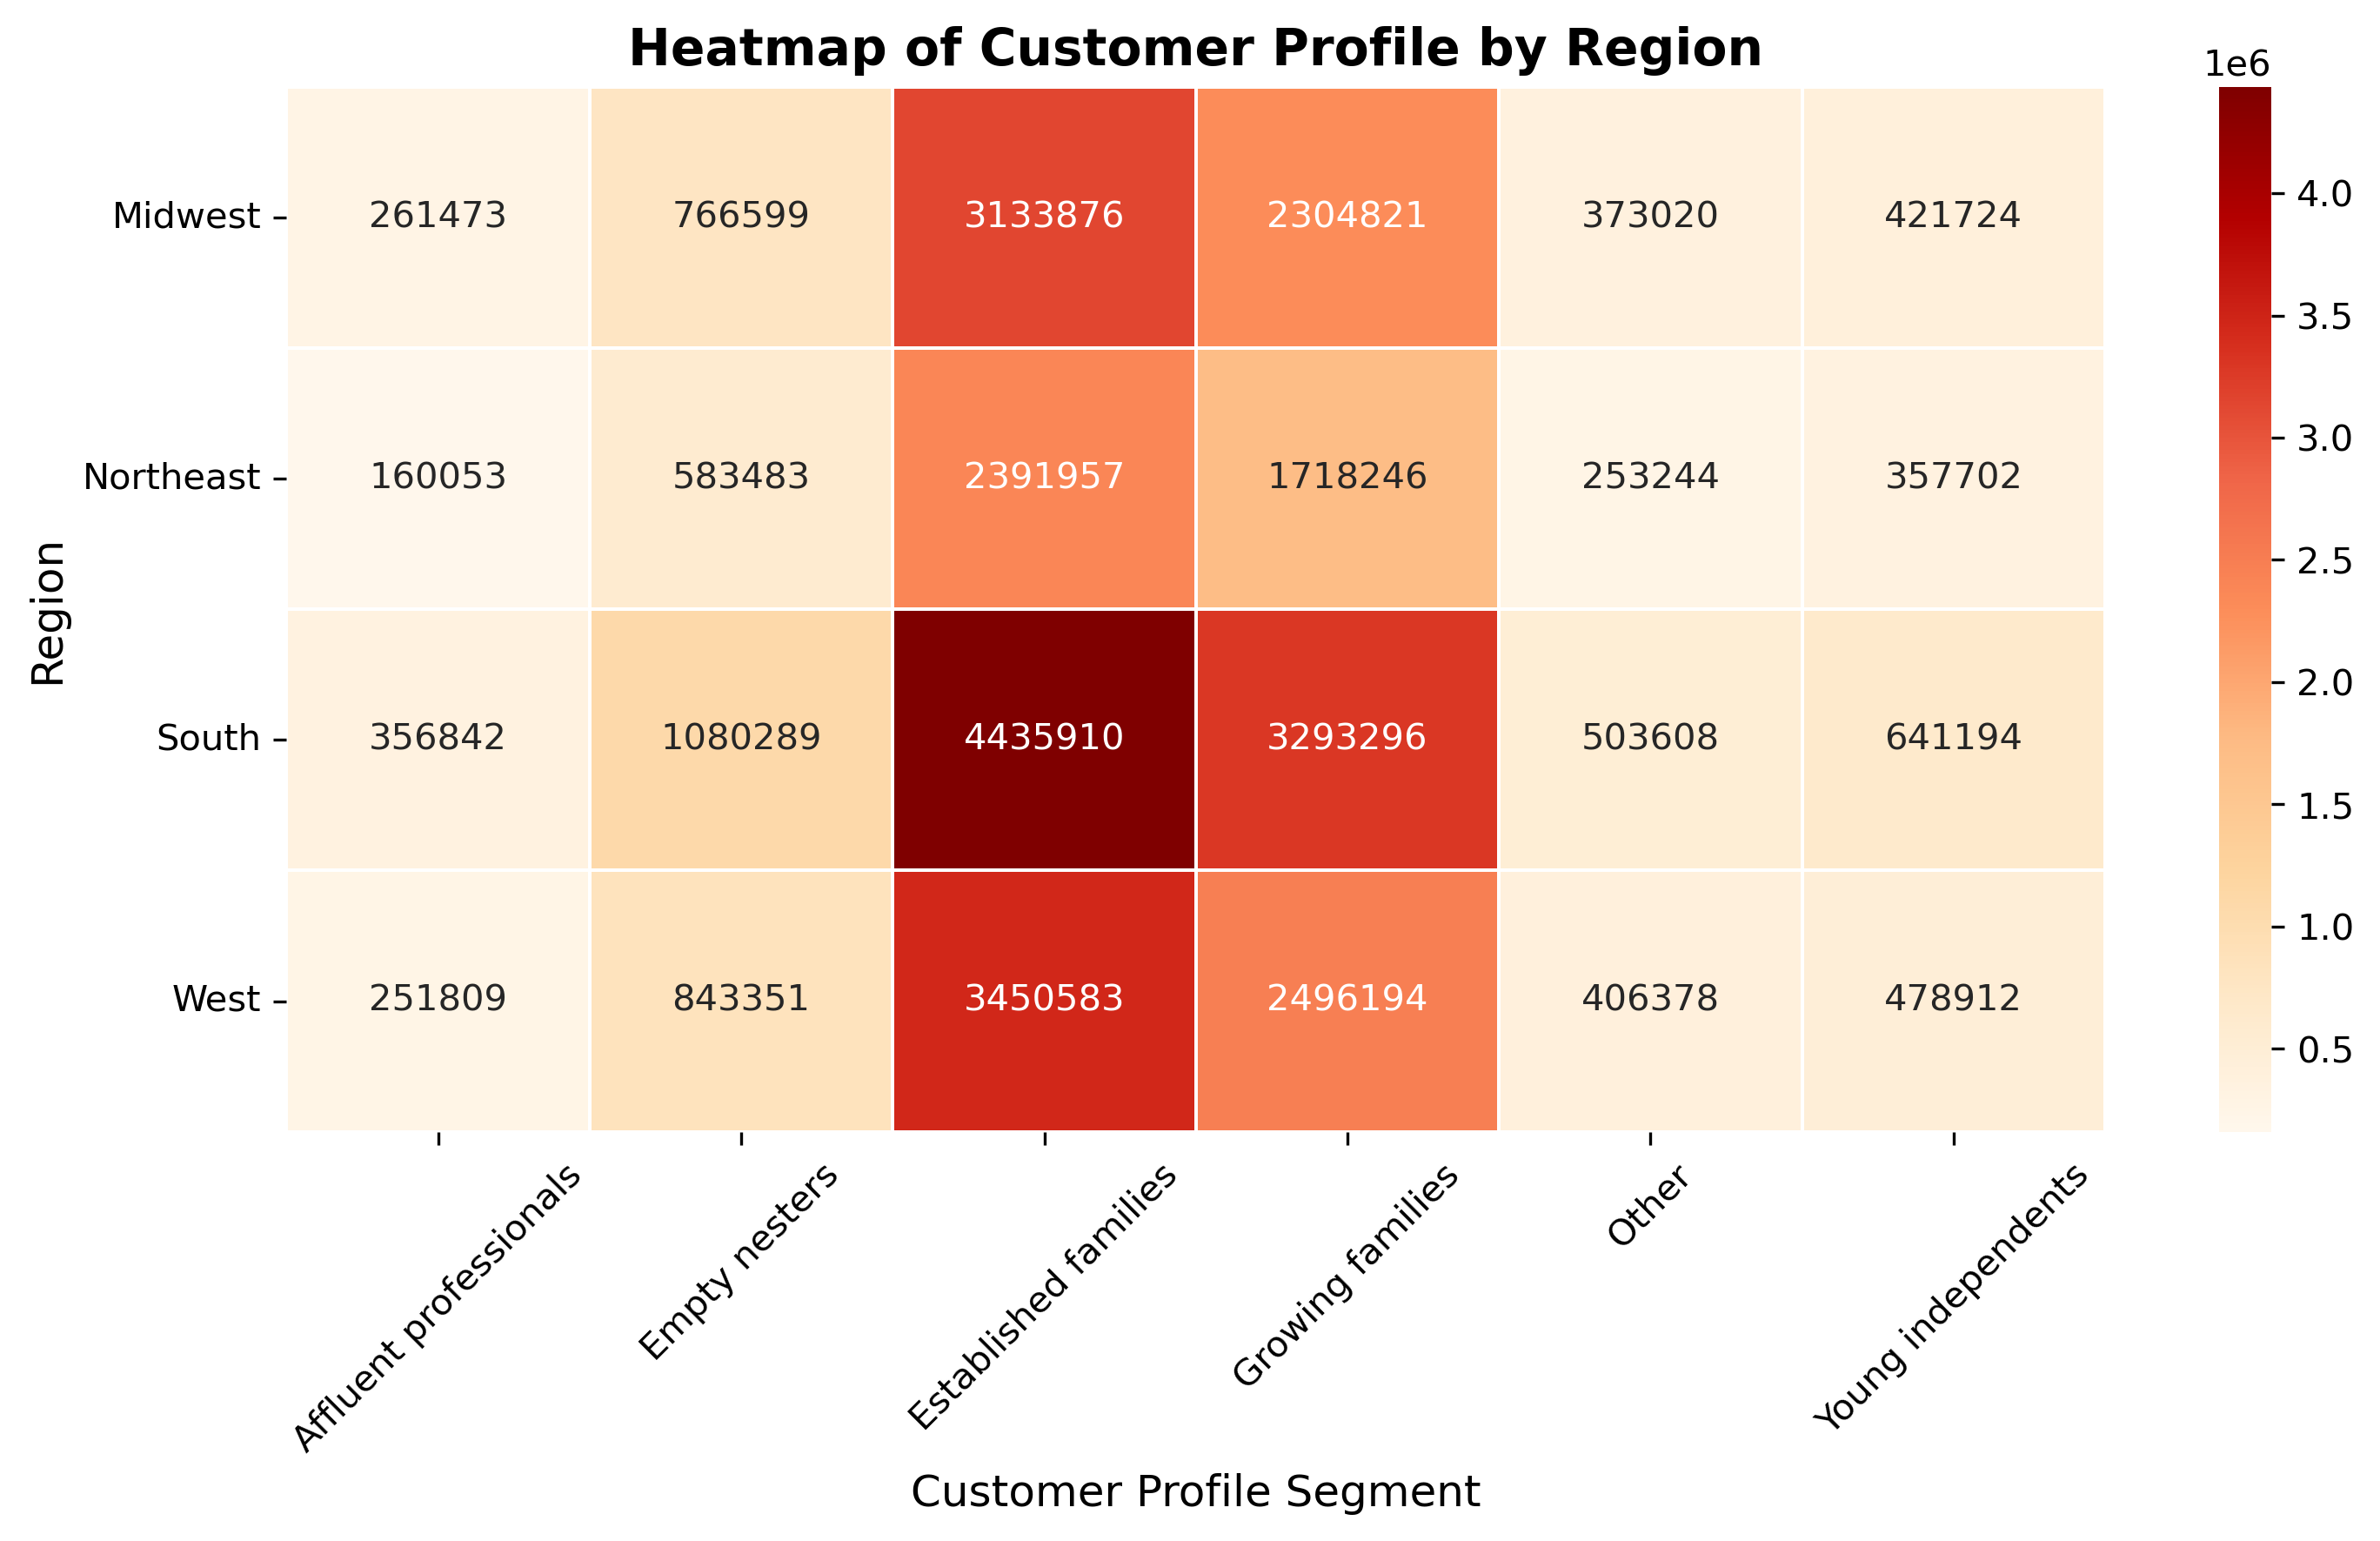 Heatmap of Customer Profile by Region
1e6
Midwest 261473 766599 3133876 2304821 373020 421724
Northeast 160053 583483 2391957 1718246 253244 357702
South 356842 1080289 4435910 3293296 503608 641194
West 251809 843351 3450583 2496194 406378 478912
Region
4.0
3.5
3.0
2.5
2.0
1.5
1.0
0.5
Affluent professionals
Empty nesters
Established families
Growing families
Other
Young independents
Customer Profile Segment